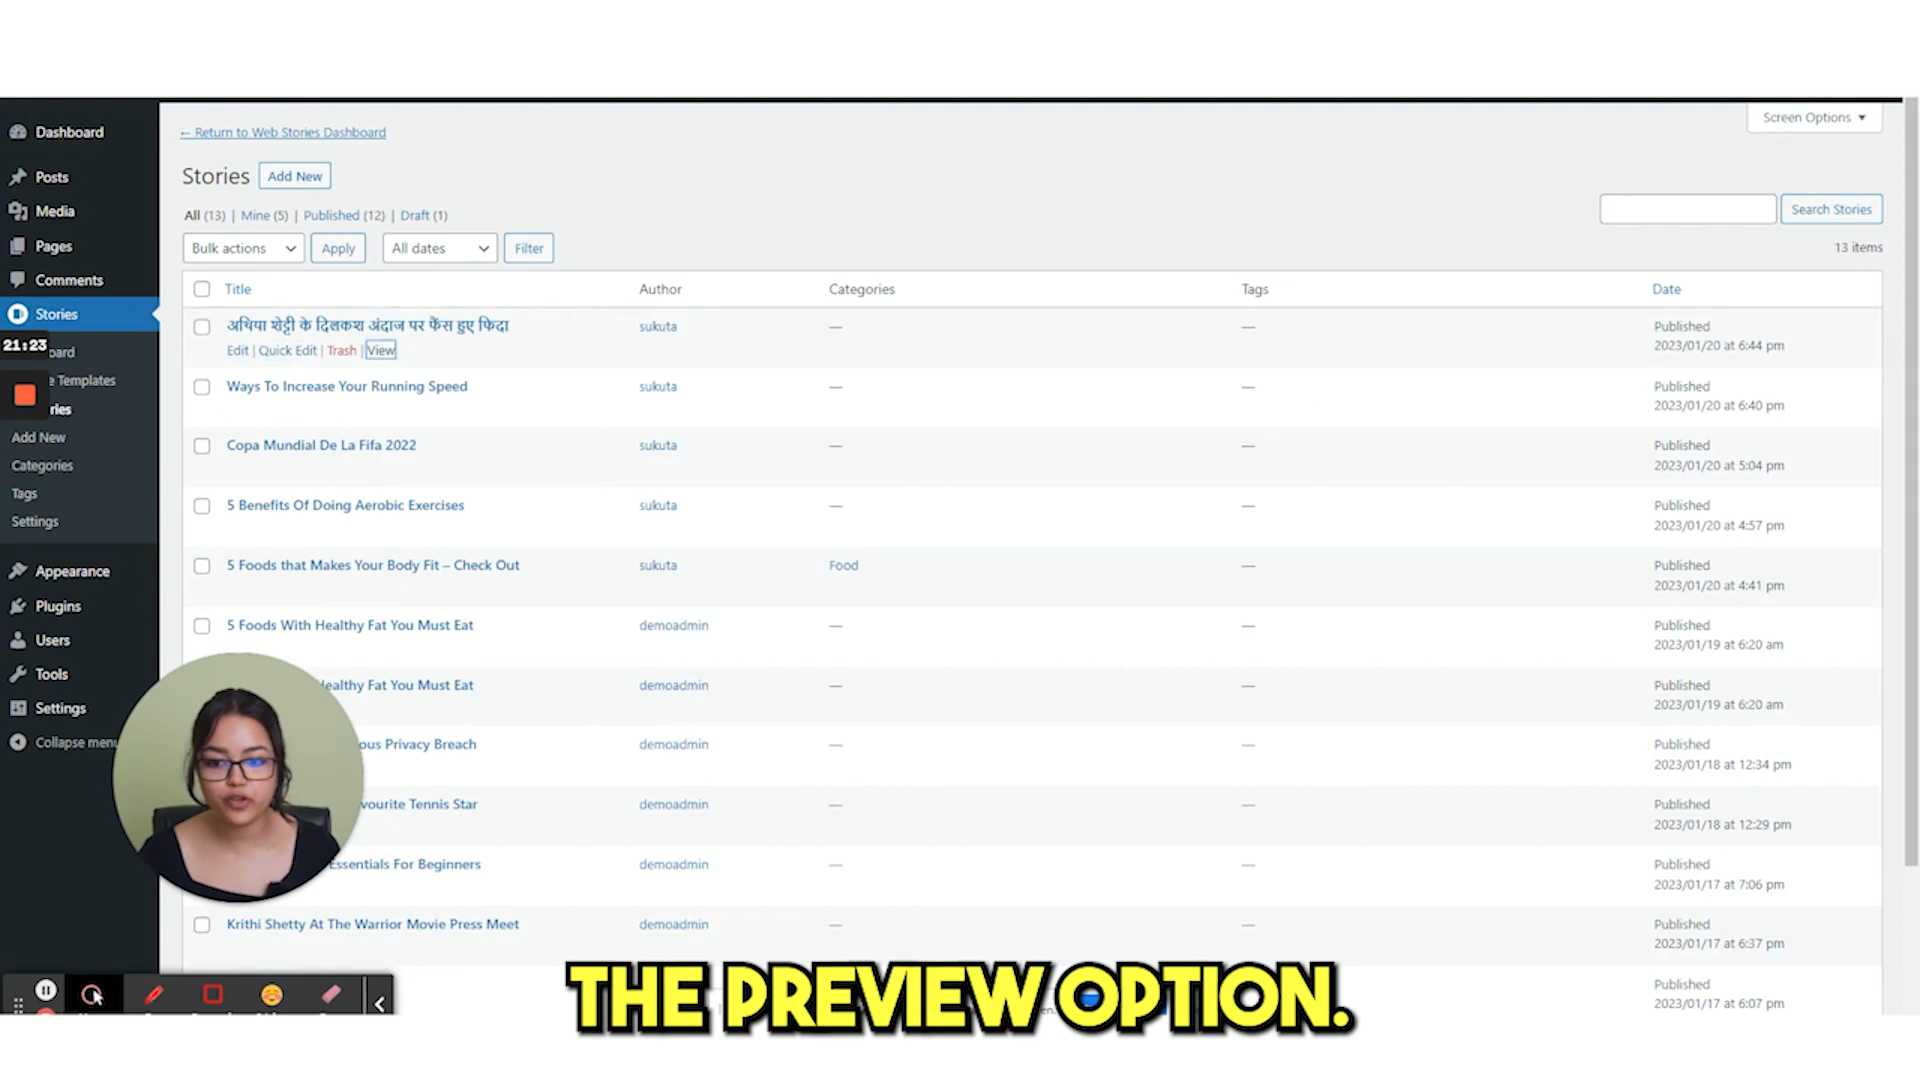 Screen Options ▼
Dashboard
← Return to Web Stories Dashboard
Posts
Stories Add New
Media
All (13) | Mine (5) | Published (12) | Draft (1)
Search Stories
Pages
Bulk actions Apply All dates Filter
13 items
Comments
Title Author Categories Tags Date
Stories
अथिया शेट्टी के दिलकश अंदाज पर फैंस हुए फिदा sukuta — — Published
2023/01/20 at 6:44 pm
21:23
Edit | Quick Edit | Trash | View
Templates
Ways To Increase Your Running Speed sukuta — — Published
2023/01/20 at 6:40 pm
Add New
Copa Mundial De La Fifa 2022 sukuta — — Published
2023/01/20 at 5:04 pm
Categories
Tags
5 Benefits Of Doing Aerobic Exercises sukuta — — Published
2023/01/20 at 4:57 pm
Settings
5 Foods that Makes Your Body Fit – Check Out sukuta Food — Published
2023/01/20 at 4:41 pm
Appearance
Plugins
5 Foods With Healthy Fat You Must Eat demoadmin — — Published
2023/01/19 at 6:20 am
Users
Tools
Healthy Fat You Must Eat demoadmin — — Published
2023/01/19 at 6:20 am
Settings
Collapse menu
ous Privacy Breach demoadmin — — Published
2023/01/18 at 12:34 pm
vourite Tennis Star demoadmin — — Published
2023/01/18 at 12:29 pm
Essentials For Beginners demoadmin — — Published
2023/01/17 at 7:06 pm
Krithi Shetty At The Warrior Movie Press Meet demoadmin — — Published
2023/01/17 at 6:37 pm
Published
2023/01/17 at 6:07 pm
THE PREVIEW OPTION.